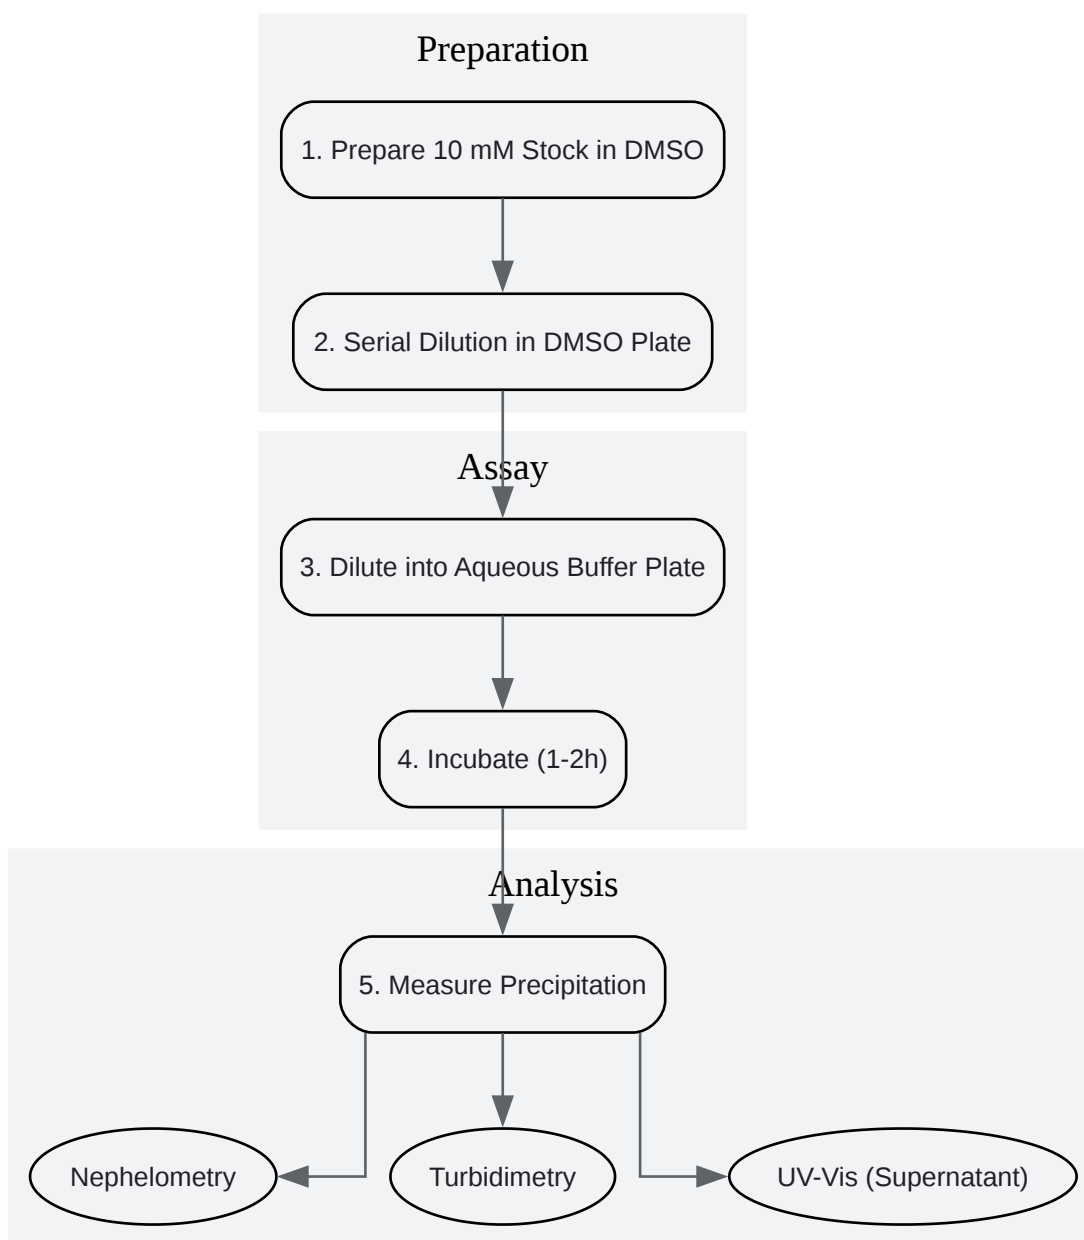 Preparation
1. Prepare 10 mM Stock in DMSO
2. Serial Dilution in DMSO Plate
Assay
3. Dilute into Aqueous Buffer Plate
4. Incubate (1-2h)
Analysis
5. Measure Precipitation
Nephelometry
Turbidimetry
UV-Vis (Supernatant)